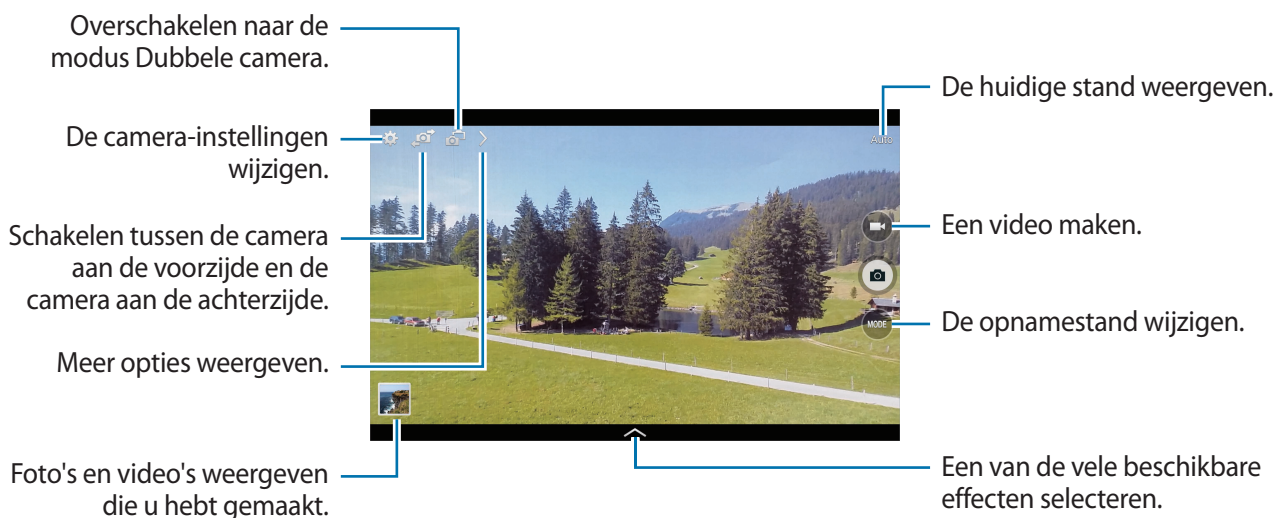 Overschakelen naar de
modus Dubbele camera.
De camera-instellingen
wijzigen.
Schakelen tussen de camera
aan de voorzijde en de
camera aan de achterzijde.
Meer opties weergeven.
Foto's en video's weergeven
die u hebt gemaakt.
Auto
MODE
De huidige stand weergeven.
Een video maken.
De opnamestand wijzigen.
Een van de vele beschikbare
effecten selecteren.